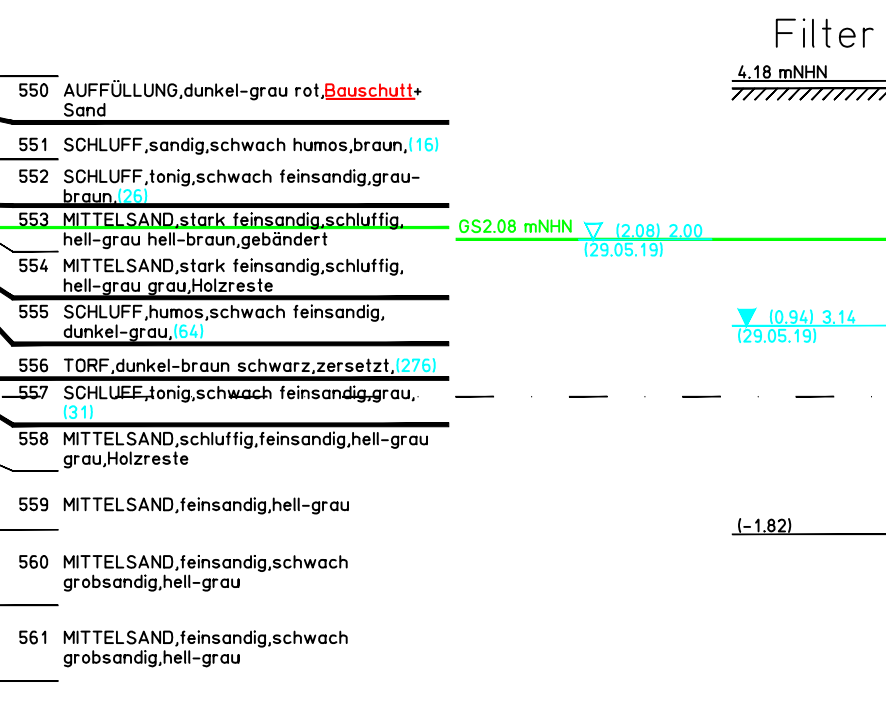 Filter
4.18 mNHN
550 AUFFÜLLUNG,dunkel-grau rot,Bauschutt+
Sand
551 SCHLUFF,sandig,schwach humos,braun,(16)
552 SCHLUFF,tonig,schwach feinsandig,grau-
braun,(26)
553 MITTELSAND,stark feinsandig,schluffig,
hell-grau hell-braun,gebändert
GS2.08 mNHN (2.08) 2.00
(29.05.19)
554 MITTELSAND,stark feinsandig,schluffig,
hell-grau grau,Holzreste
555 SCHLUFF,humos,schwach feinsandig,
dunkel-grau,(64)
(0.94) 3.14
(29.05.19)
556 TORF,dunkel-braun schwarz,zersetzt,(276)
557 SCHLUFF,tonig,schwach feinsandig,grau,
(31)
558 MITTELSAND,schluffig,feinsandig,hell-grau
grau,Holzreste
559 MITTELSAND,feinsandig,hell-grau
(-1.82)
560 MITTELSAND,feinsandig,schwach
grobsandig,hell-grau
561 MITTELSAND,feinsandig,schwach
grobsandig,hell-grau